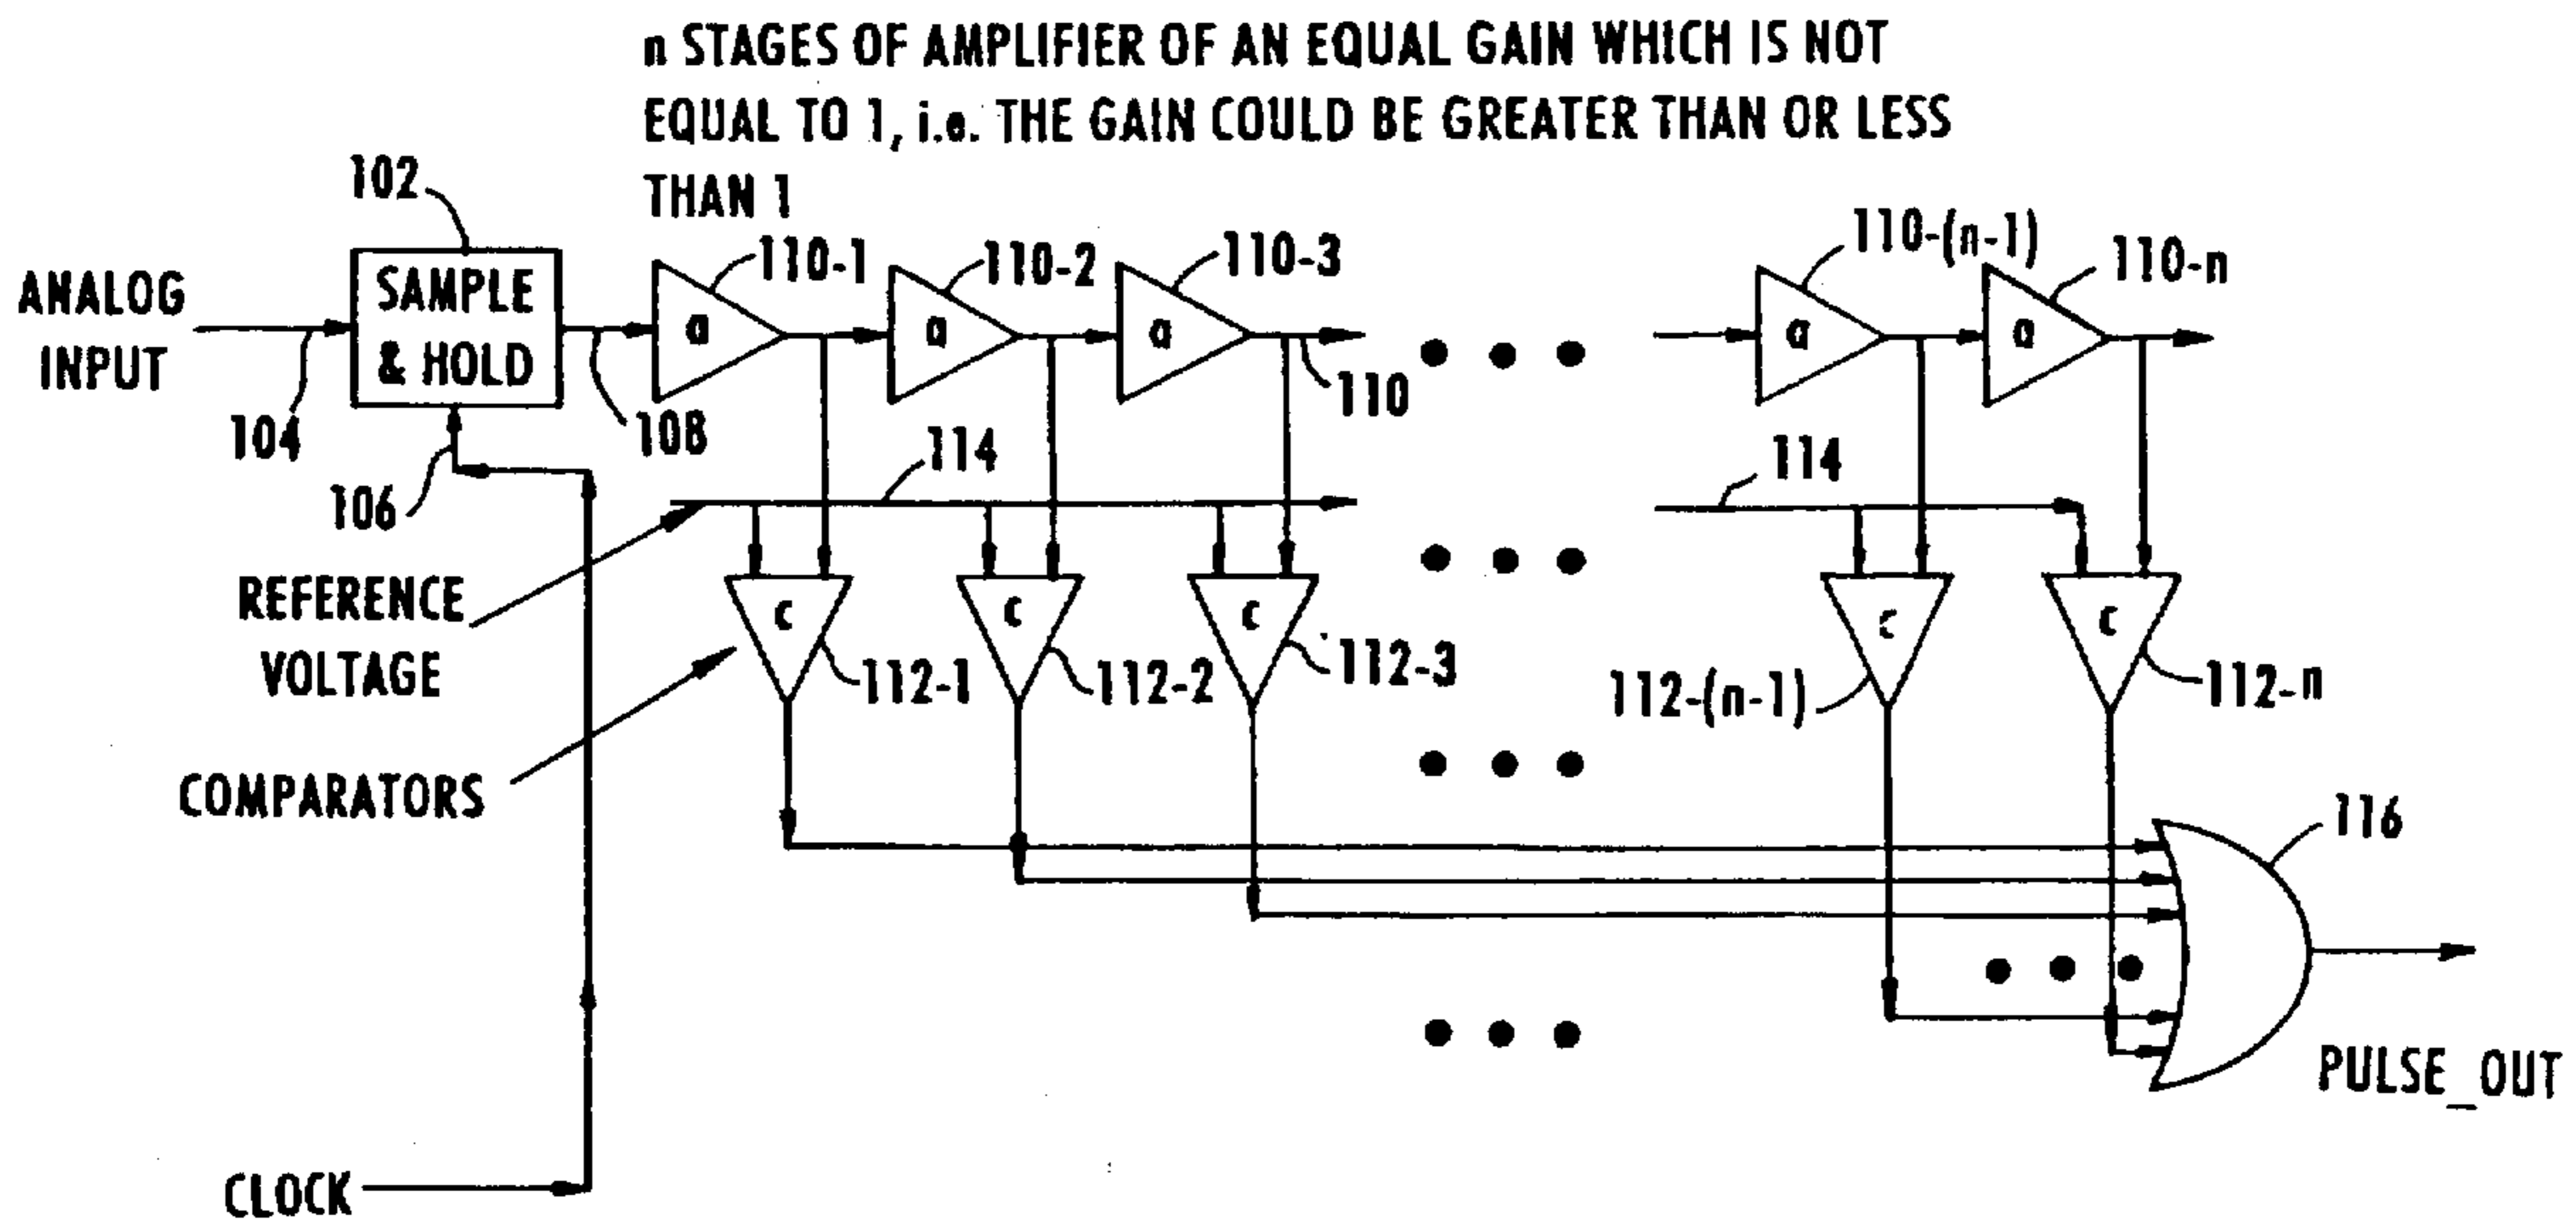 n STAGES OF AMPLIFIER OF AN EQUAL GAIN WHICH IS NOT
EQUAL TO 1, i.e. THE GAIN COULD BE GREATER THAN OR LESS
THAN 1
102
110-1
110-2
110-3
110-(n-1)
110-n
ANALOG
INPUT
SAMPLE
& HOLD
a
a
a
a
a
104
108
110
106
114
114
REFERENCE
VOLTAGE
C
C
C
C
C
112-1
112-2
112-3
112-(n-1)
112-n
COMPARATORS
116
PULSE_OUT
CLOCK